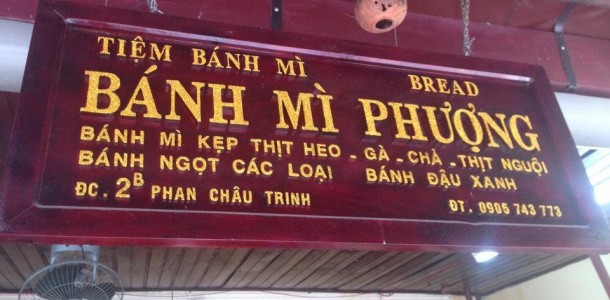 TIỆM BÁNH MÌ BREAD
BÁNH MÌ PHƯỢNG
BÁNH MÌ KẸP THỊT HEO - GÀ - CHẢ - THỊT NGUỘI
BÁNH NGỌT CÁC LOẠI BÁNH ĐẬU XANH
ĐC. 2B PHAN CHÂU TRINH ĐT. 0905 743 773